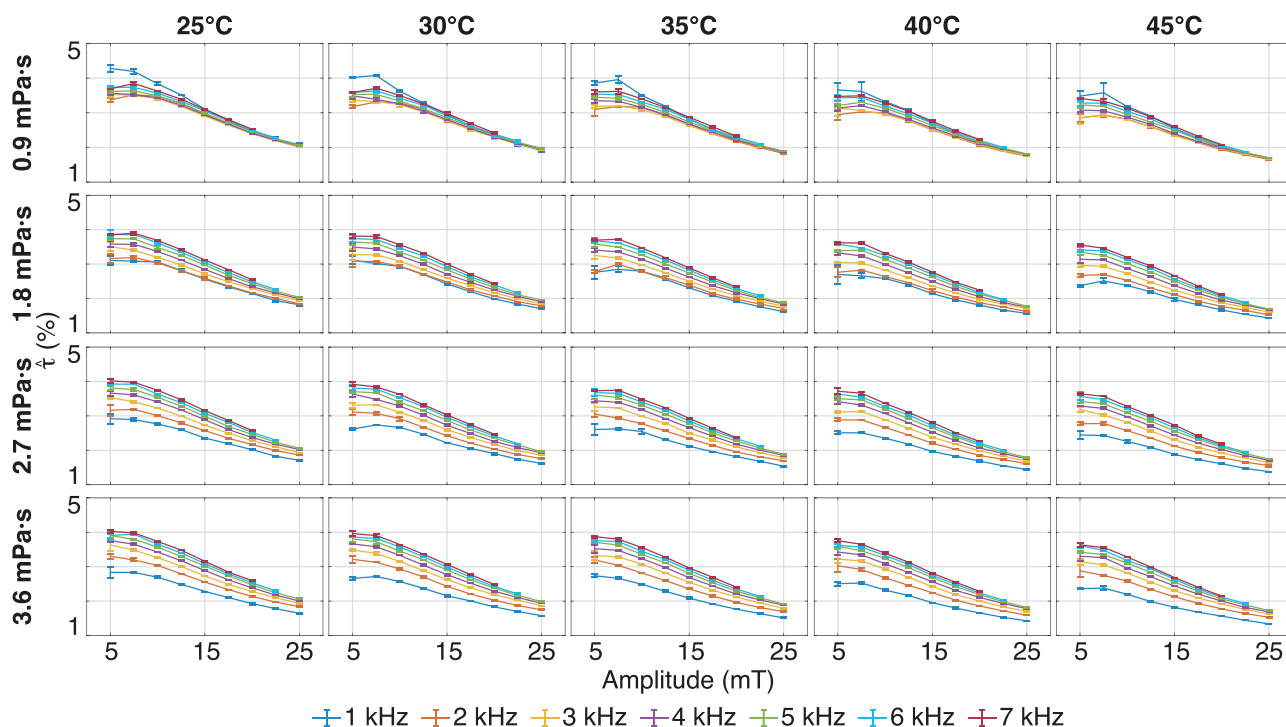 25°C 30°C 35°C 40°C 45°C
0.9 mPa·s
5
1
1.8 mPa·s
5
1
τ̂ (%)
2.7 mPa·s
5
1
3.6 mPa·s
5
1
5 15 25 5 15 25 5 15 25 5 15 25 5 15 25
Amplitude (mT)
1 kHz 2 kHz 3 kHz 4 kHz 5 kHz 6 kHz 7 kHz